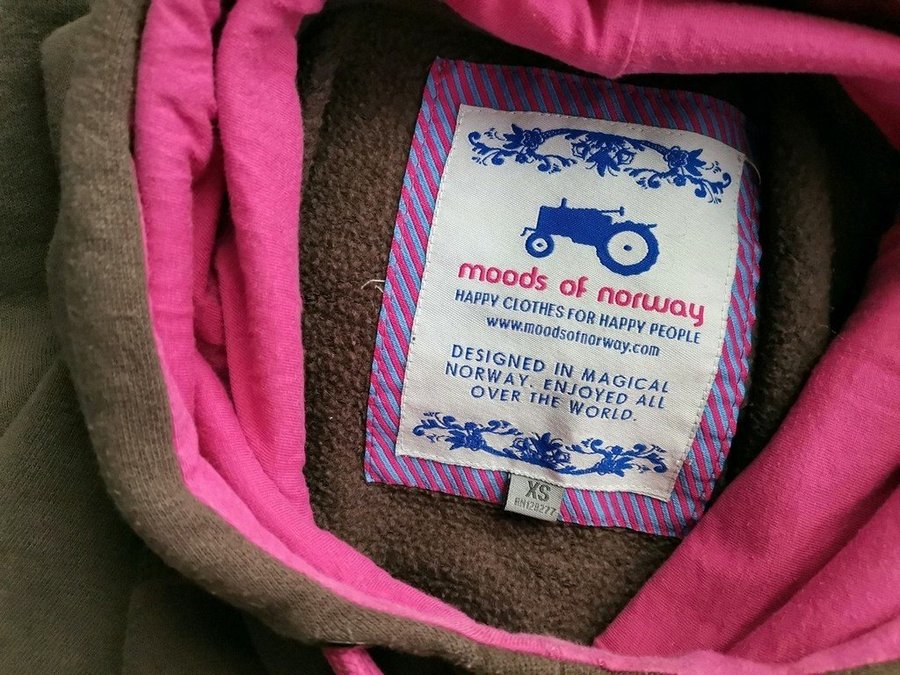 moods of norway
HAPPY CLOTHES FOR HAPPY PEOPLE
www.moodsofnorway.com
DESIGNED IN MAGICAL
NORWAY. ENJOYED ALL
OVER THE WORLD.
XS
RN128277